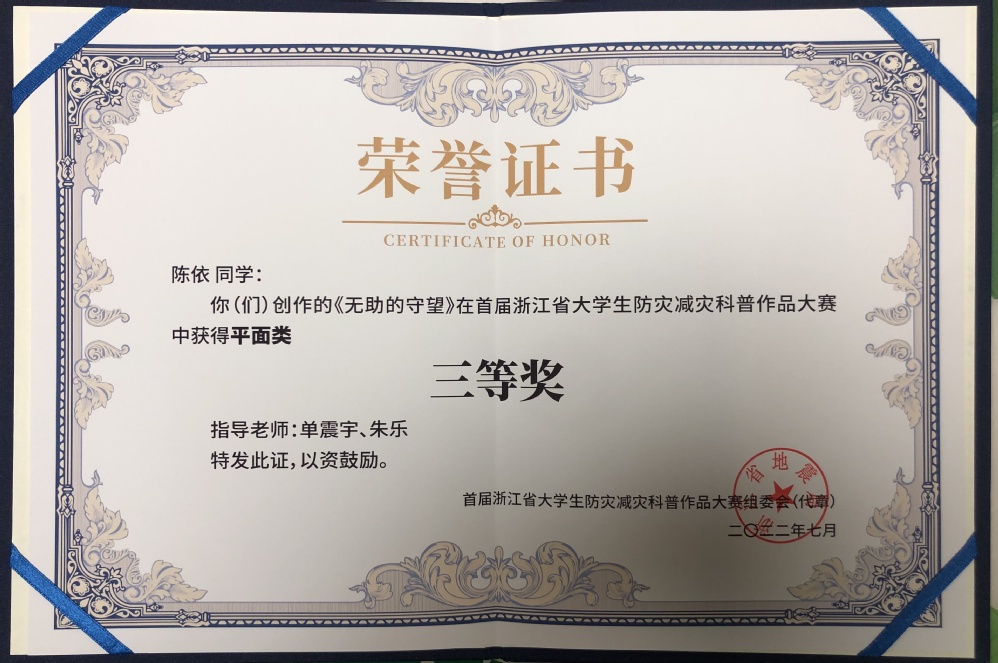 荣誉证书
CERTIFICATE OF HONOR
陈依 同学：
你（们）创作的《无助的守望》在首届浙江省大学生防灾减灾科普作品大赛
中获得平面类
三等奖
指导老师：单震宇、朱乐
特发此证，以资鼓励。
省地震
首届浙江省大学生防灾减灾科普作品大赛组委会（代章）
二〇二二年七月